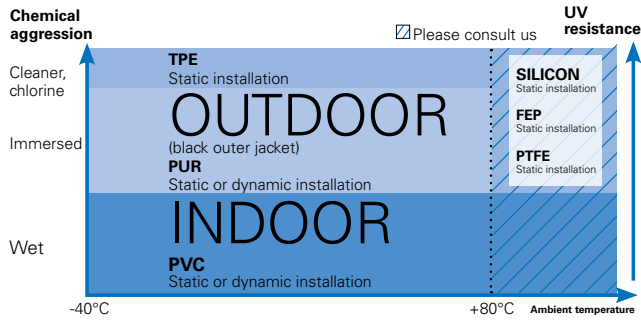 Chemical
aggression
Please consult us
UV
resistance
Cleaner,
chlorine
TPE
Static installation
SILICON
Static installation
OUTDOOR
(black outer jacket)
FEP
Static installation
Immersed
PUR
Static or dynamic installation
PTFE
Static installation
INDOOR
Wet
PVC
Static or dynamic installation
-40°C
+80°C
Ambient temperature